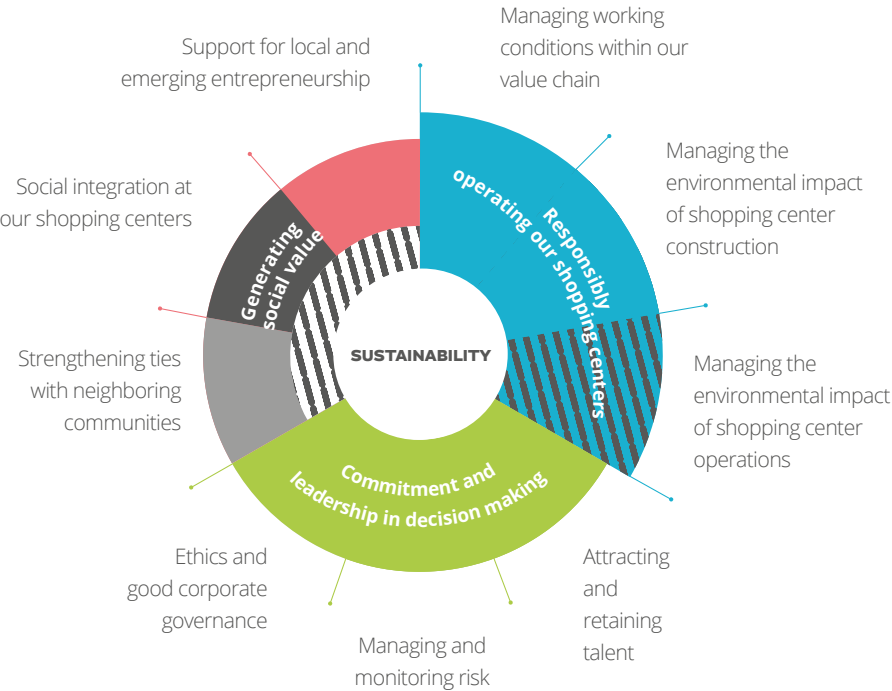 Managing working
conditions within our
value chain
Support for local and
emerging entrepreneurship
Managing the
environmental impact
of shopping center
construction
Social integration at
our shopping centers
Responsibly
operating our shopping centers
Generating
social value
SUSTAINABILITY
Strengthening ties
with neighboring
communities
Managing the
environmental impact
of shopping center
operations
Commitment and
leadership in decision making
Ethics and
good corporate
governance
Attracting
and
retaining
talent
Managing and
monitoring risk